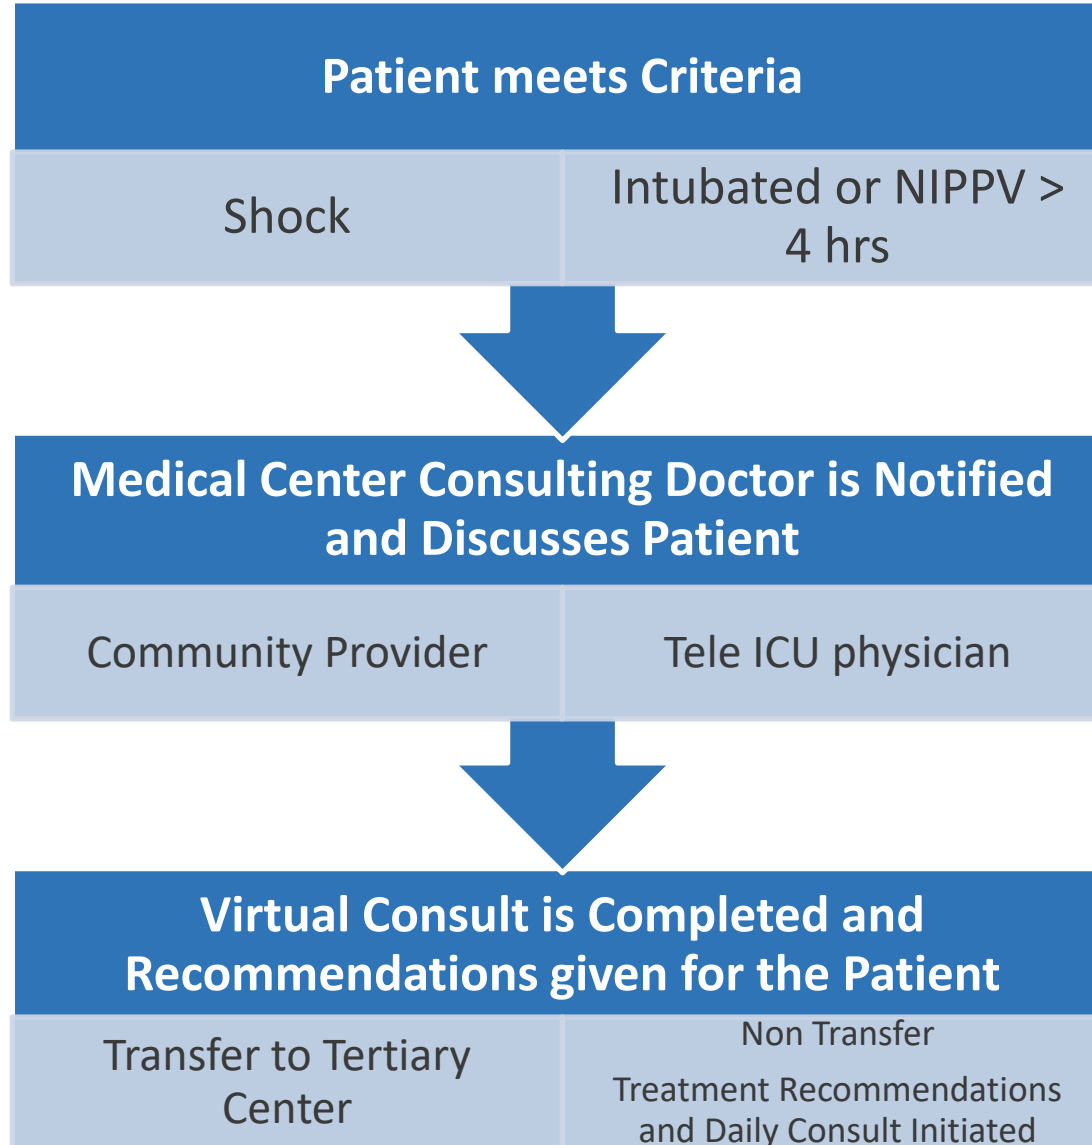 Patient meets Criteria
Shock
Intubated or NIPPV >
4 hrs
Medical Center Consulting Doctor is Notified
and Discusses Patient
Community Provider
Tele ICU physician
Virtual Consult is Completed and
Recommendations given for the Patient
Transfer to Tertiary
Center
Non Transfer
Treatment Recommendations
and Daily Consult Initiated